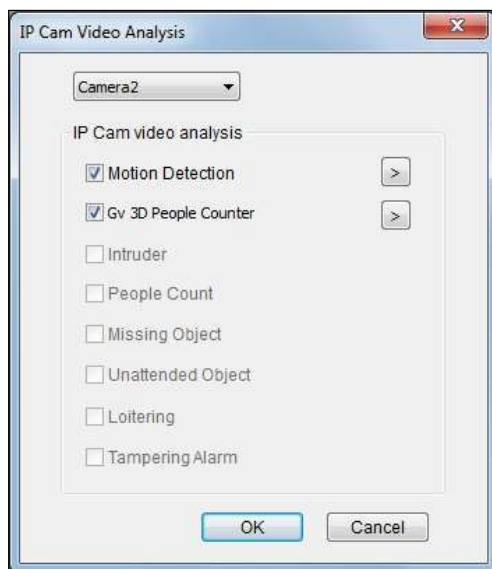 IP Cam Video Analysis
Camera2
IP Cam video analysis
Motion Detection >
Gv 3D People Counter >
Intruder
People Count
Missing Object
Unattended Object
Loitering
Tampering Alarm
OK Cancel